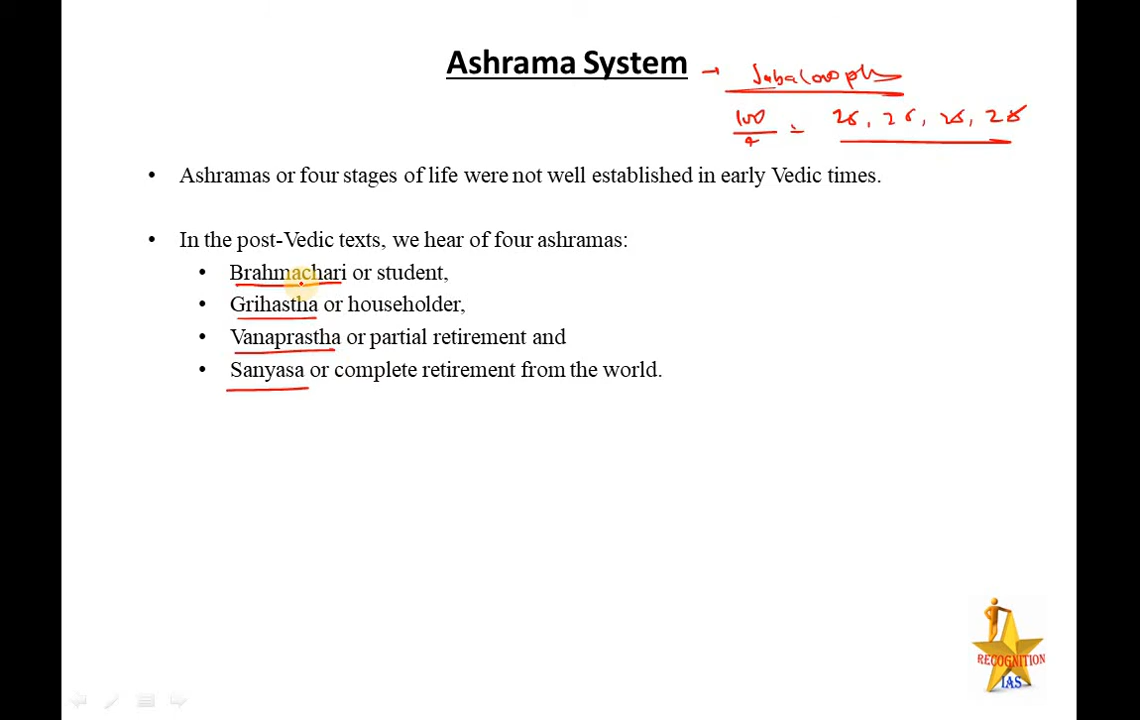 Ashrama System
100/4 = 25, 25, 25, 25
• Ashramas or four stages of life were not well established in early Vedic times.
• In the post-Vedic texts, we hear of four ashramas:
• Brahmachari or student,
• Grihastha or householder,
• Vanaprastha or partial retirement and
• Sanyasa or complete retirement from the world.
RECOGNITION
IAS